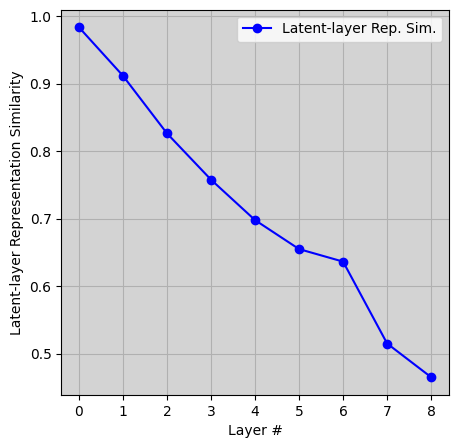 Latent-layer Rep. Sim.
Latent-layer Representation Similarity
1.0
0.9
0.8
0.7
0.6
0.5
0 1 2 3 4 5 6 7 8
Layer #